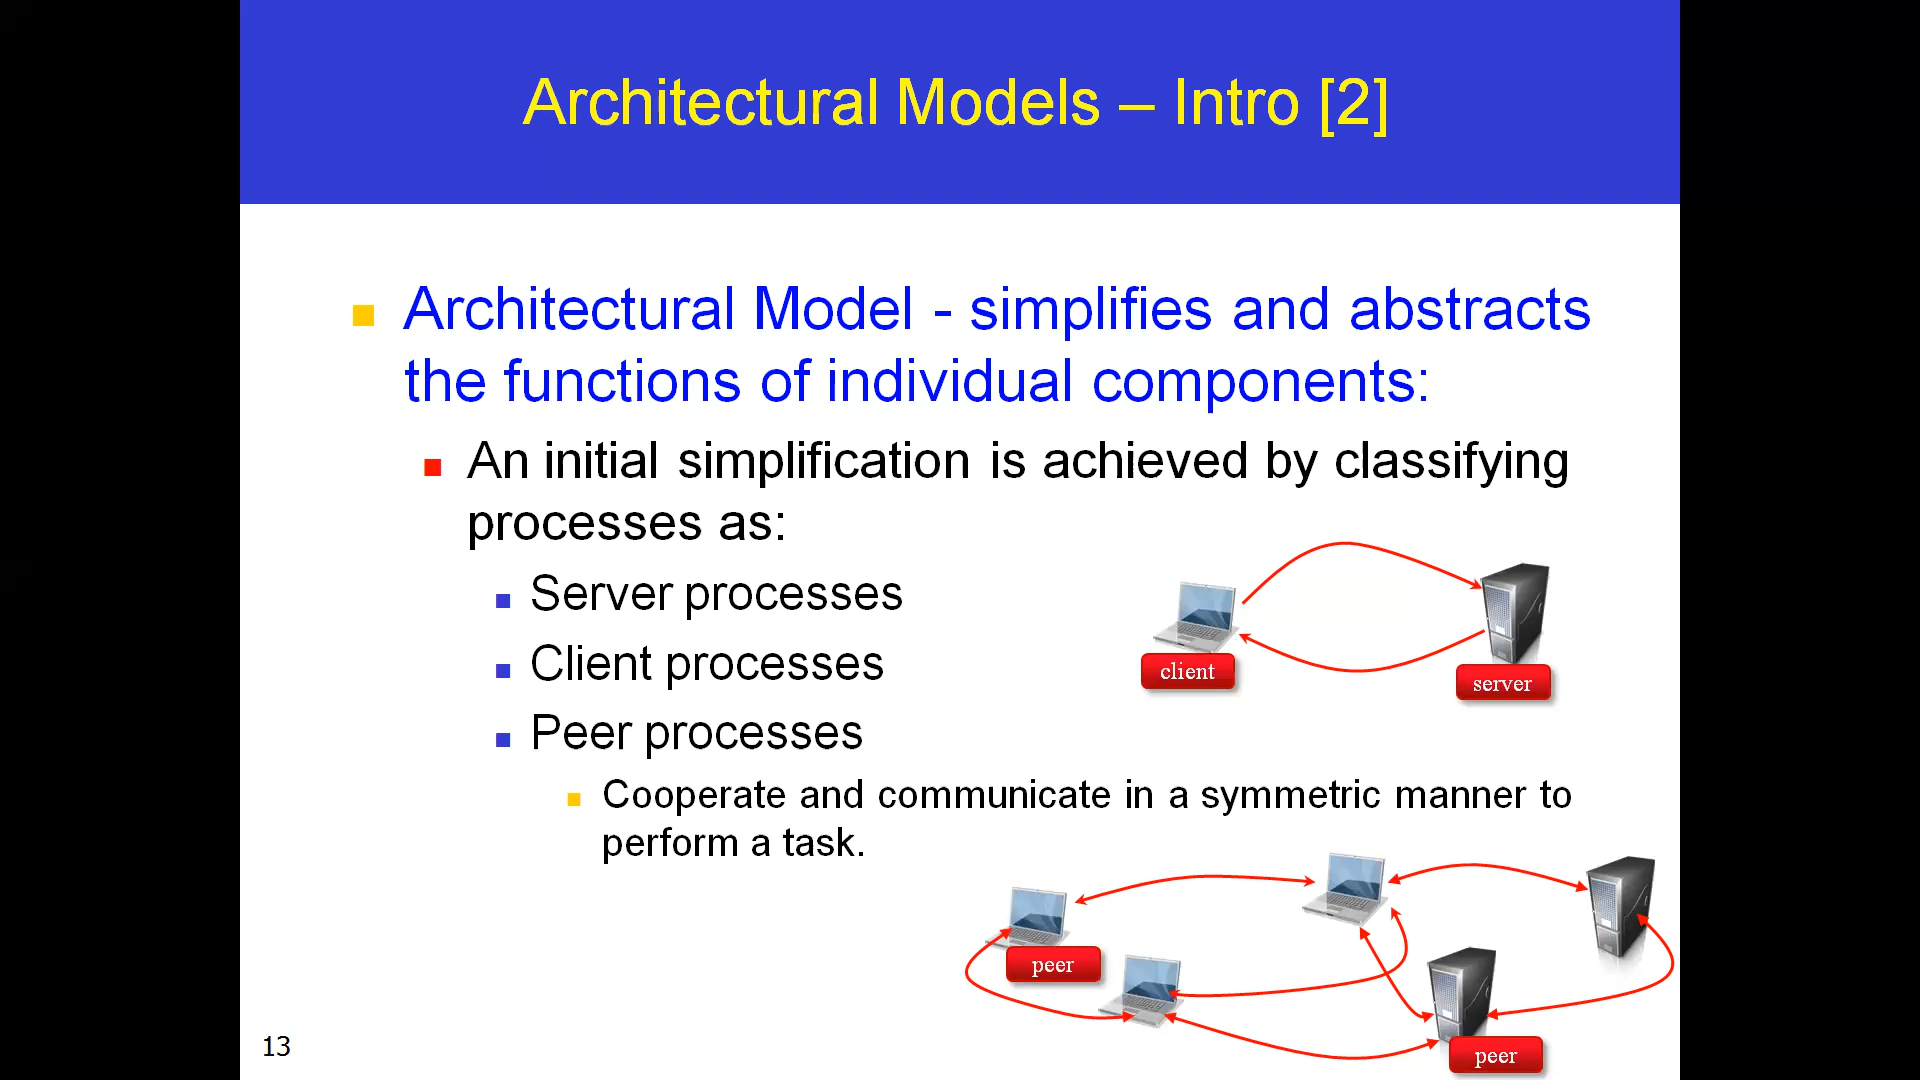 Architectural Models – Intro [2]
Architectural Model - simplifies and abstracts
the functions of individual components:
An initial simplification is achieved by classifying
processes as:
Server processes
Client processes
Peer processes
Cooperate and communicate in a symmetric manner to
perform a task.
client
server
peer
peer
13